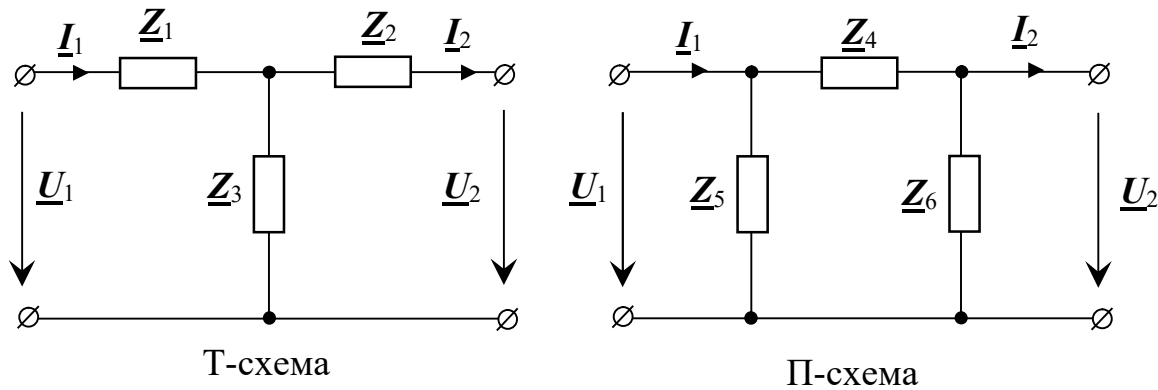 I1 Z1 Z2 I2 I1 Z4 I2
U1 Z3 U2 U1 Z5 Z6 U2
Т-схема П-схема